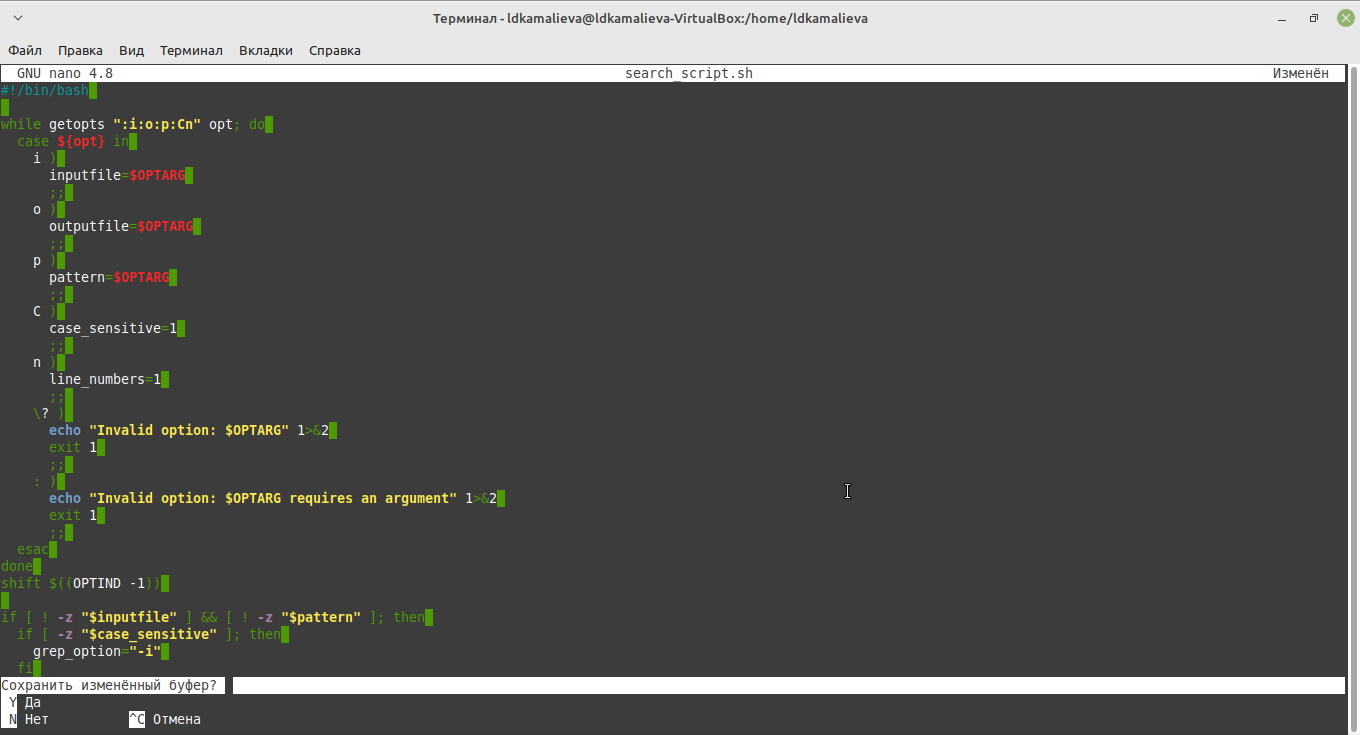 Терминал - ldkamalieva@ldkamalieva-VirtualBox:/home/ldkamalieva
Файл Правка Вид Терминал Вкладки Справка
GNU nano 4.8 search_script.sh Изменён
#!/bin/bash
while getopts ":i:o:p:Cn" opt; do
  case ${opt} in
    i )
      inputfile=$OPTARG
      ;;
    o )
      outputfile=$OPTARG
      ;;
    p )
      pattern=$OPTARG
      ;;
    C )
      case_sensitive=1
      ;;
    n )
      line_numbers=1
      ;;
    \? )
      echo "Invalid option: $OPTARG" 1>&2
      exit 1
      ;;
    : )
      echo "Invalid option: $OPTARG requires an argument" 1>&2
      exit 1
      ;;
  esac
done
shift $((OPTIND -1))
if [ ! -z "$inputfile" ] && [ ! -z "$pattern" ]; then
  if [ -z "$case_sensitive" ]; then
    grep_option="-i"
  fi
Сохранить изменённый буфер?
Y Да
N Нет ^C Отмена